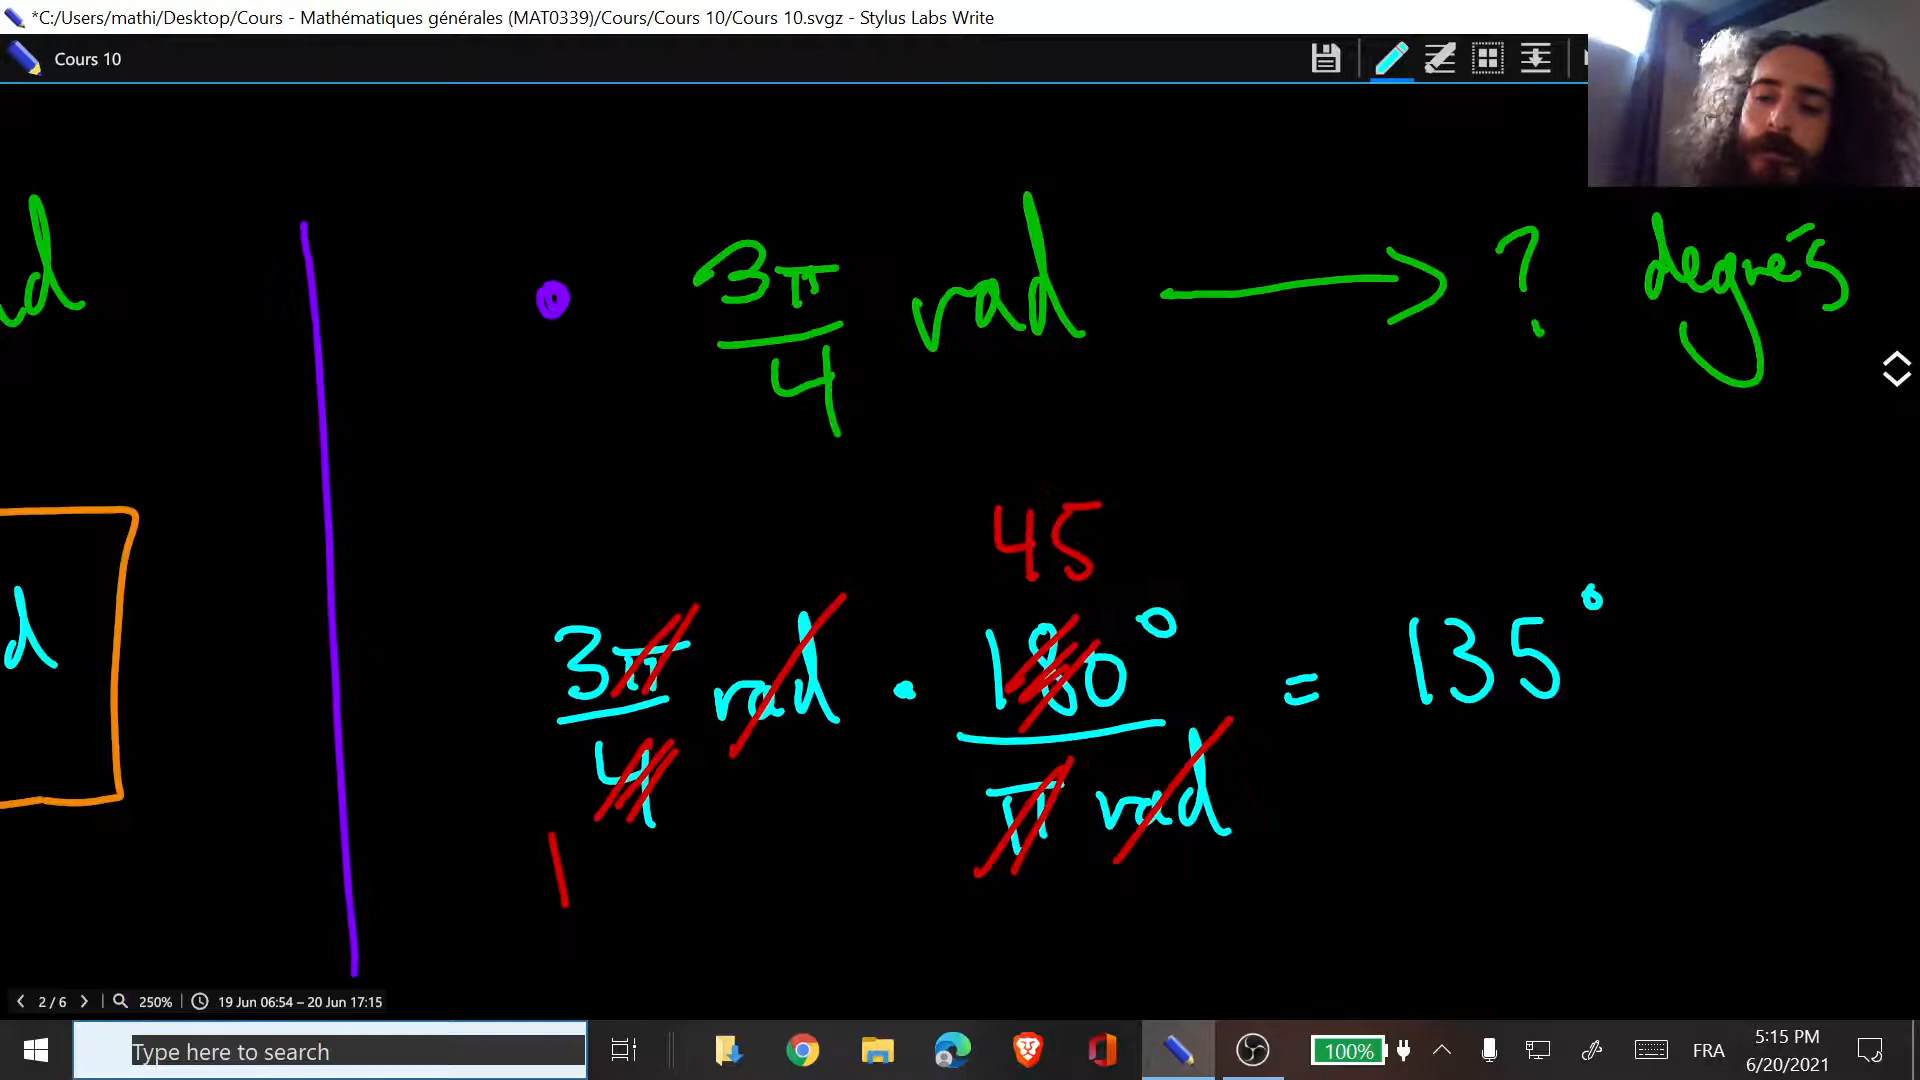 *C:/Users/mathi/Desktop/Cours - Mathématiques générales (MAT0339)/Cours/Cours 10/Cours 10.svgz - Stylus Labs Write
Cours 10
d
3π/4 rad → ? degrés
45
d
3π/4 rad · 180°/π rad = 135°
1
2 / 6 250% 19 Jun 06:54 – 20 Jun 17:15
Type here to search
100% FRA
5:15 PM
6/20/2021